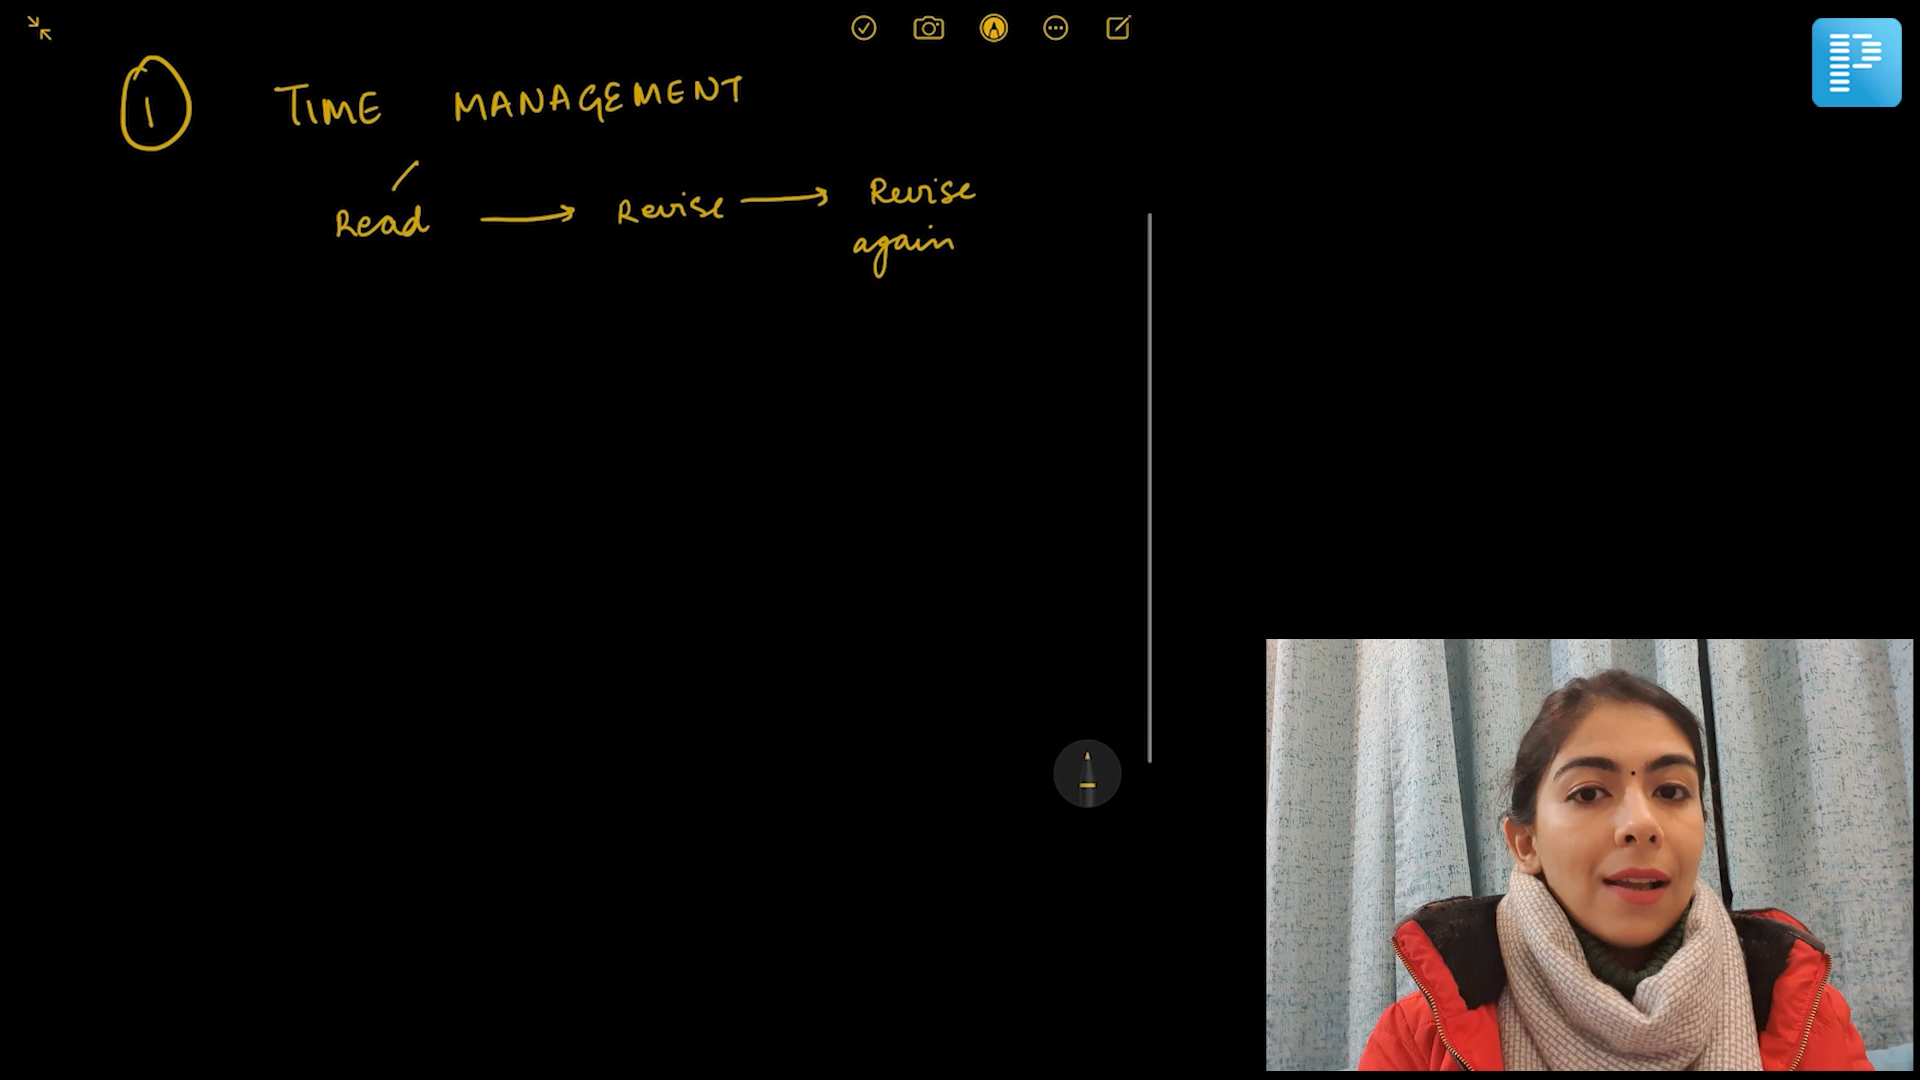 1 TIME MANAGEMENT
Read → Revise → Revise
again